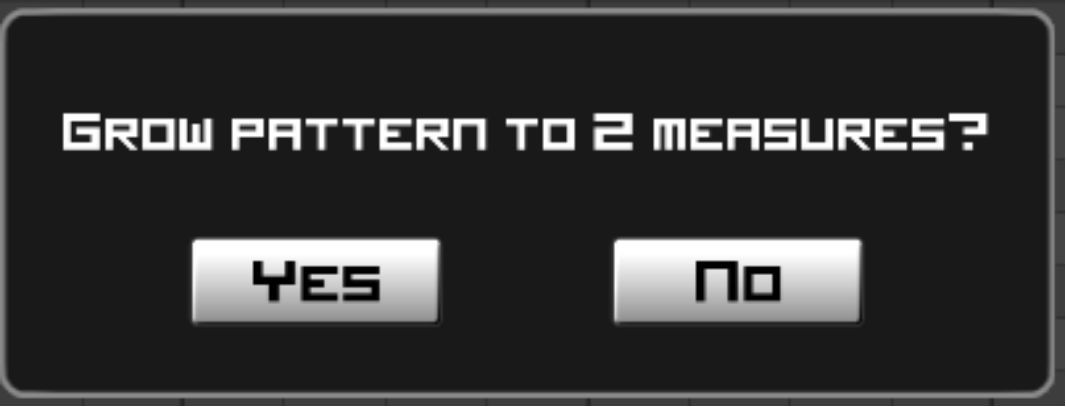 Grow pattern to 2 measures?
Yes No